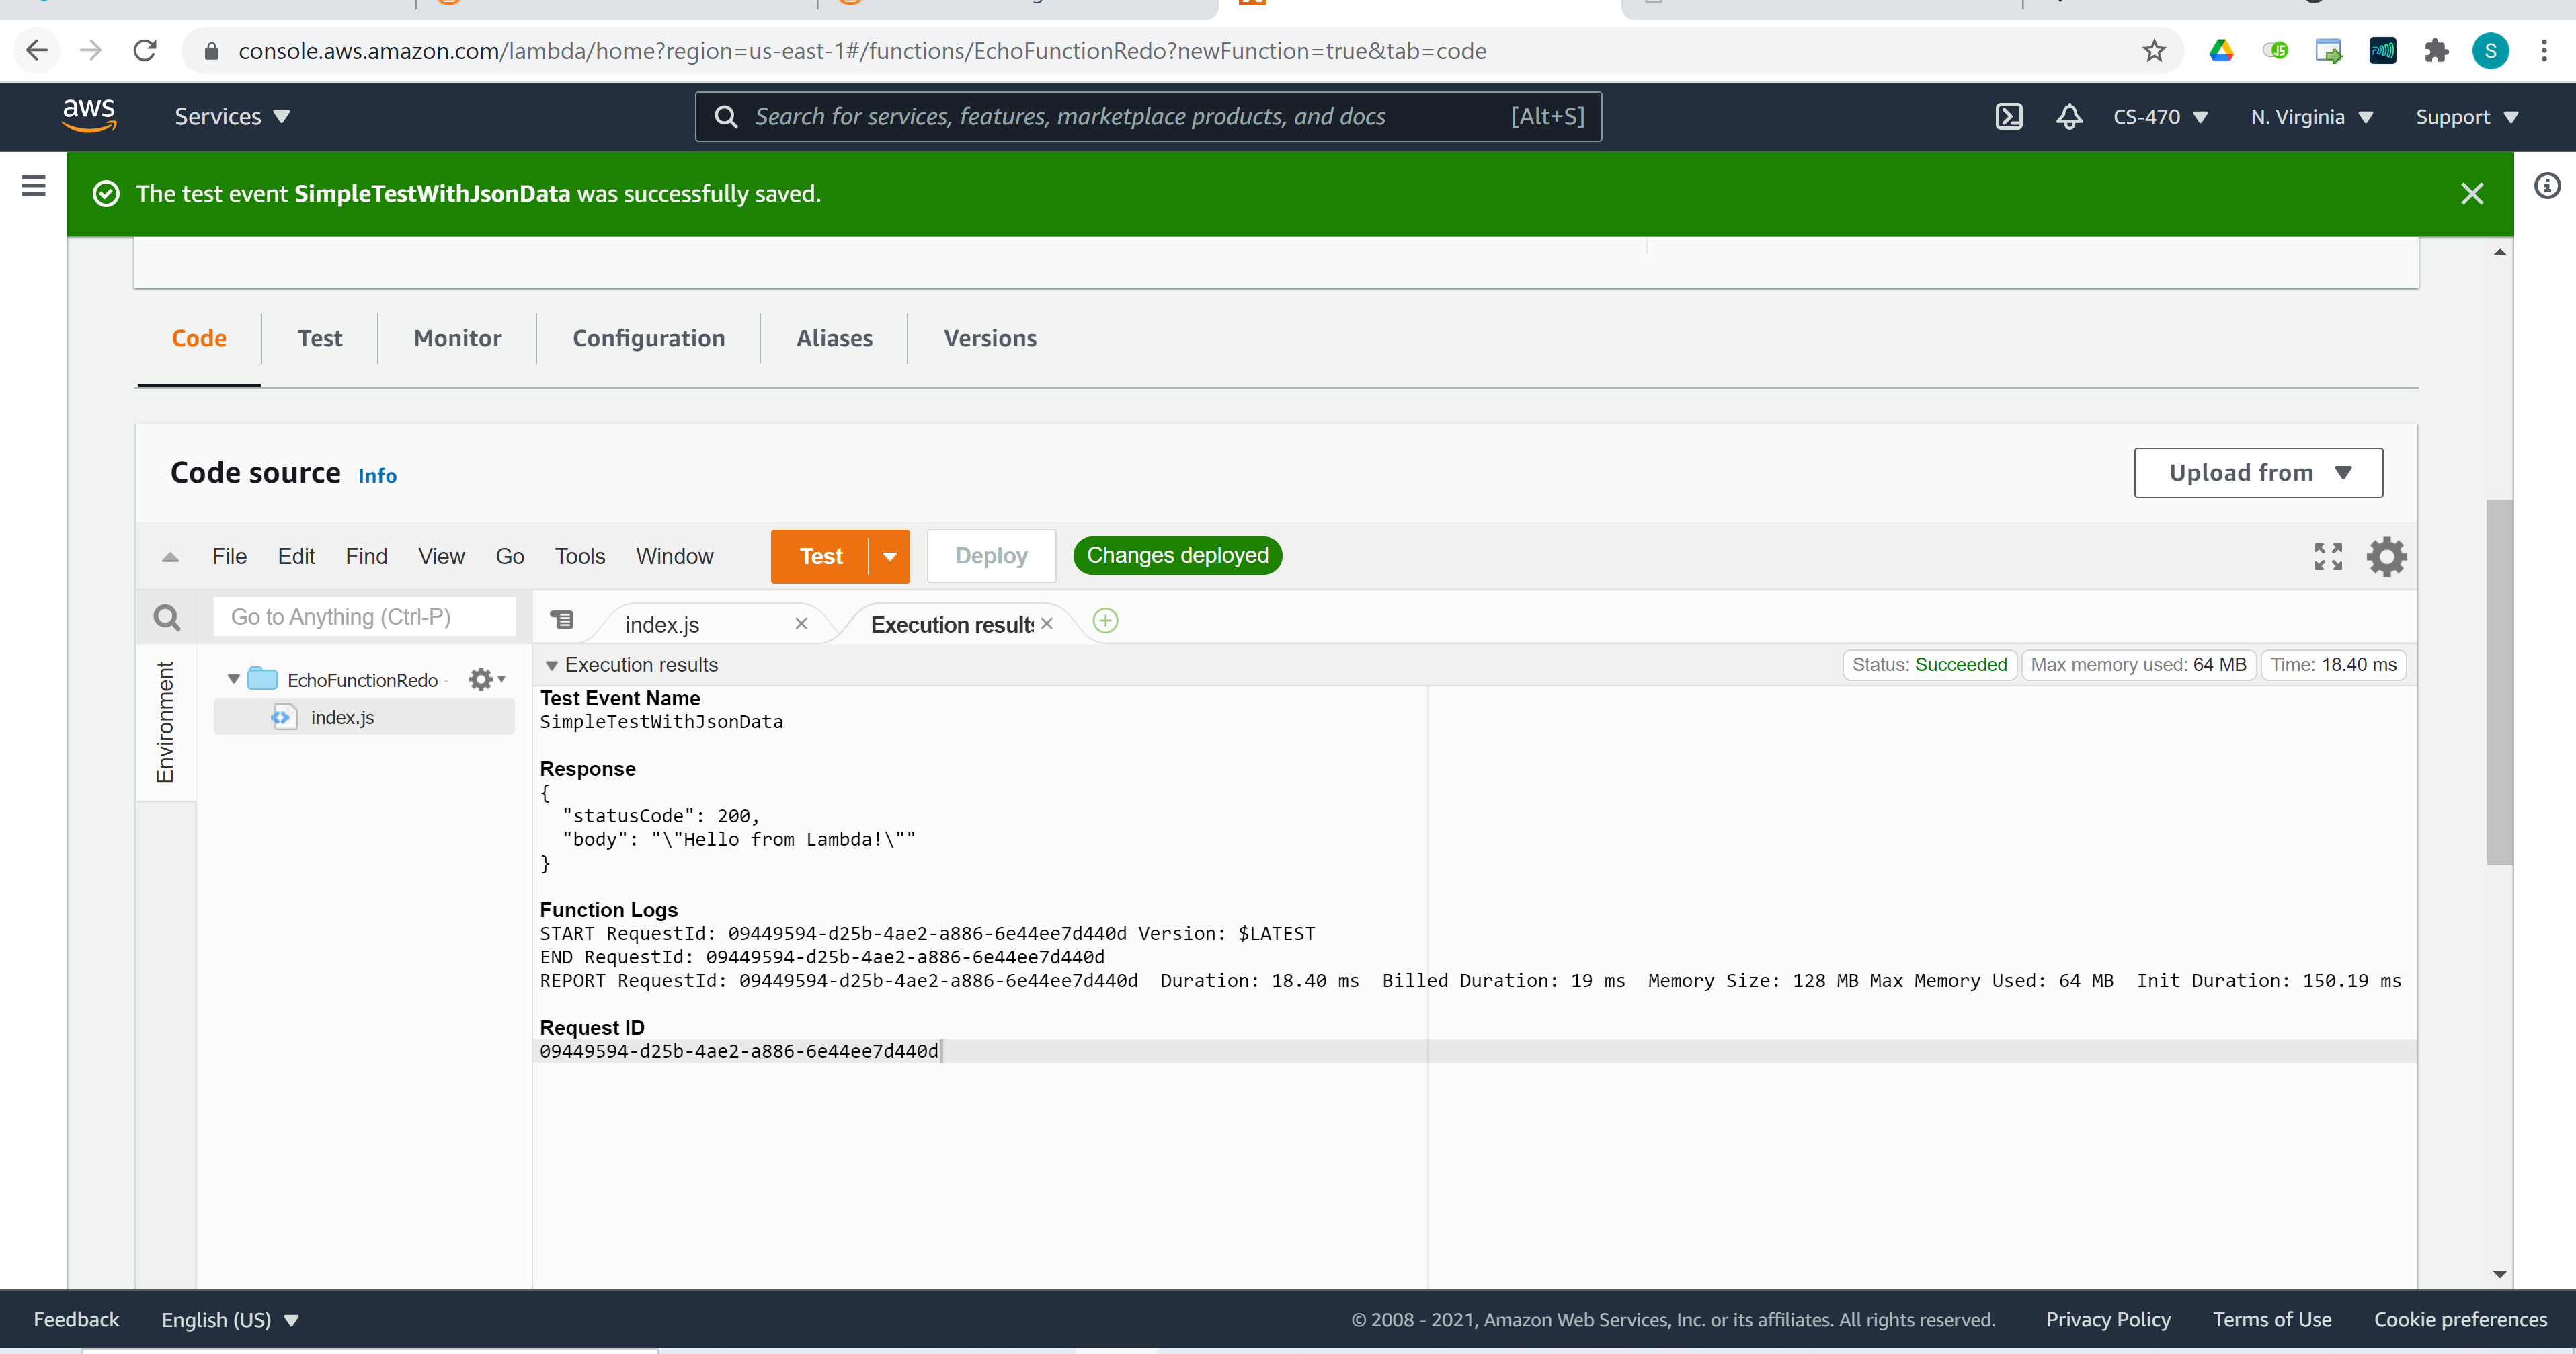 console.aws.amazon.com/lambda/home?region=us-east-1#/functions/EchoFunctionRedo?newFunction=true&tab=code
JS
S
aws
Services
Search for services, features, marketplace products, and docs [Alt+S]
CS-470
N. Virginia
Support
The test event SimpleTestWithJsonData was successfully saved.
Code
Test
Monitor
Configuration
Aliases
Versions
Code source Info
Upload from
File Edit Find View Go Tools Window
Test
Deploy
Changes deployed
Go to Anything (Ctrl-P)
index.js
Execution results
Environment
EchoFunctionRedo -
index.js
Execution results
Status: Succeeded
Max memory used: 64 MB
Time: 18.40 ms
Test Event Name
SimpleTestWithJsonData
Response
{
"statusCode": 200,
"body": "\"Hello from Lambda!\""
}
Function Logs
START RequestId: 09449594-d25b-4ae2-a886-6e44ee7d440d Version: $LATEST
END RequestId: 09449594-d25b-4ae2-a886-6e44ee7d440d
REPORT RequestId: 09449594-d25b-4ae2-a886-6e44ee7d440d Duration: 18.40 ms Billed Duration: 19 ms Memory Size: 128 MB Max Memory Used: 64 MB Init Duration: 150.19 ms
Request ID
09449594-d25b-4ae2-a886-6e44ee7d440d
Feedback
English (US)
© 2008 - 2021, Amazon Web Services, Inc. or its affiliates. All rights reserved.
Privacy Policy
Terms of Use
Cookie preferences